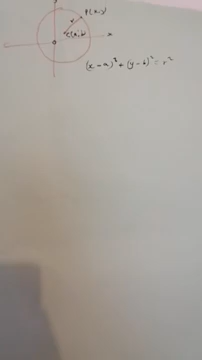 P(x,y)
r
C(a,b)
x
O
(x-a)² + (y-b)² = r²